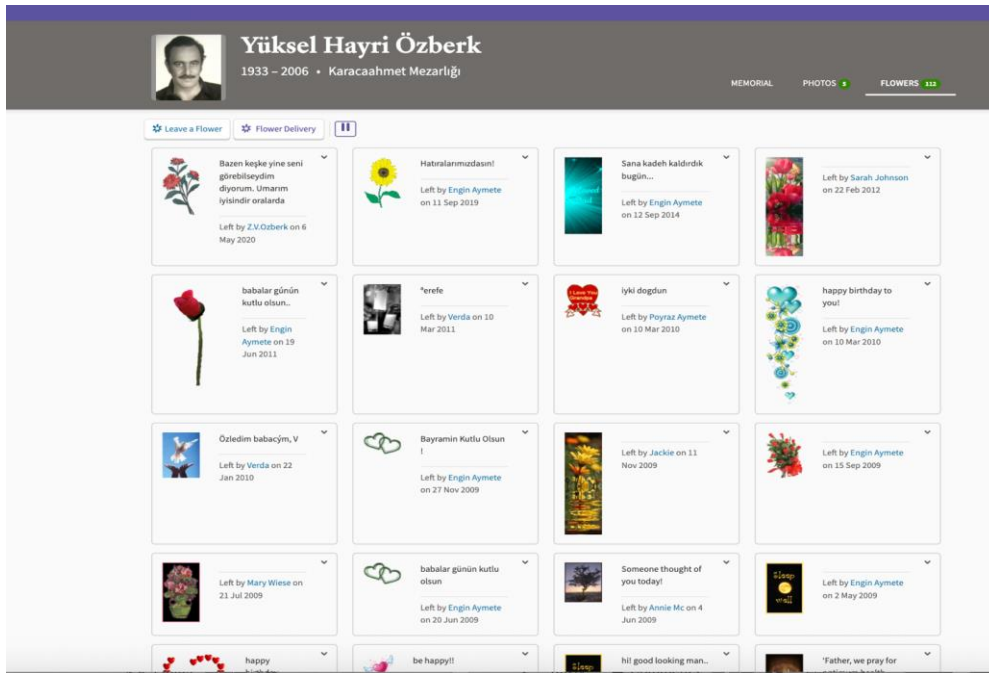 Yüksel Hayri Özberk
1933 – 2006 • Karacaahmet Mezarlığı
MEMORIAL
PHOTOS 5
FLOWERS 112
Leave a Flower
Flower Delivery
Bazen keşke yine seni
görebilseydim
diyorum. Umarım
iyisindir oralarda
Left by Z.V.Ozberk on 6
May 2020
Hatıralarımızdasın!
Left by Engin Aymete
on 11 Sep 2019
Sana kadeh kaldırdık
bugün...
Left by Engin Aymete
on 12 Sep 2014
Left by Sarah Johnson
on 22 Feb 2012
babalar günün
kutlu olsun..
Left by Engin
Aymete on 19
Jun 2011
ºerefe
Left by Verda on 10
Mar 2011
I Love You
Grandpa
iyki dogdun
Left by Poyraz Aymete
on 10 Mar 2010
happy birthday to
you!
Left by Engin Aymete
on 10 Mar 2010
Özledim babacým, V
Left by Verda on 22
Jan 2010
Bayramin Kutlu Olsun
!
Left by Engin Aymete
on 27 Nov 2009
Left by Jackie on 11
Nov 2009
Left by Engin Aymete
on 15 Sep 2009
Left by Mary Wiese on
21 Jul 2009
babalar günün kutlu
olsun
Left by Engin Aymete
on 20 Jun 2009
Someone thought of
you today!
Left by Annie Mc on 4
Jun 2009
Sleep
well
Left by Engin Aymete
on 2 May 2009
happy
be happy!!
Sleep
hi! good looking man..
'Father, we pray for